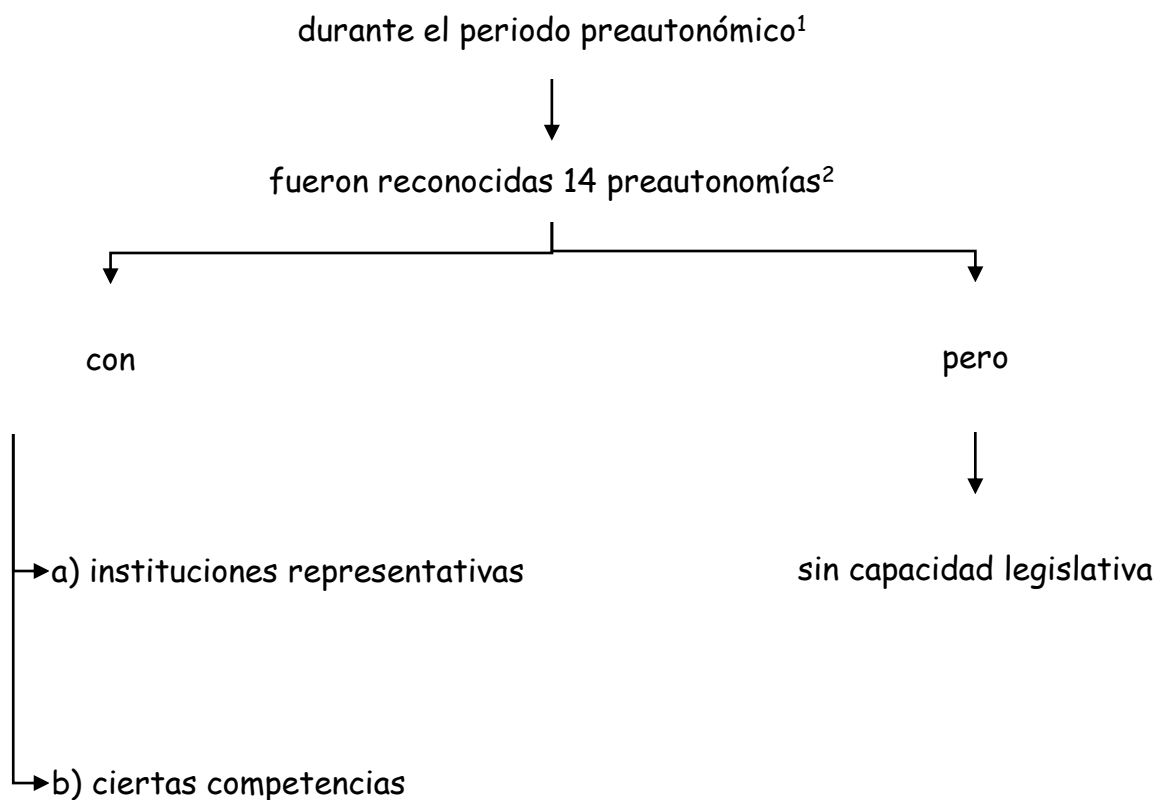 durante el periodo preautonómico¹
fueron reconocidas 14 preautonomías²
con
pero
a) instituciones representativas
sin capacidad legislativa
b) ciertas competencias